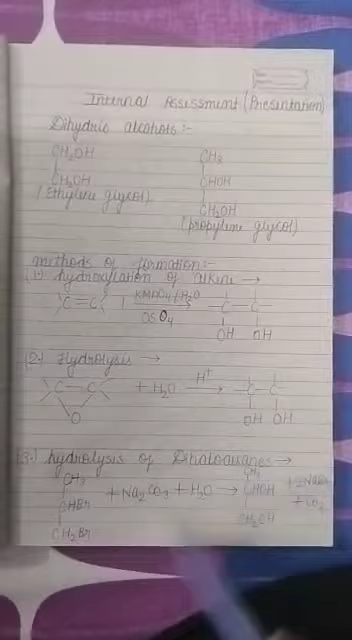 Internal Assessment (Presentation)
Dihydric alcohols:-
CH2OH CH3
CH2OH CHOH
(Ethylene glycol) CH2OH
(propylene glycol)
methods of formation:-
(1) hydroxylation of Alkene →
C=C KMnO4/H2O → C-C
OsO4 OH OH
(2.) Hydrolysis →
C-C + H2O H+ → C C
O OH OH
(3.) hydrolysis of Dihaloalkanes →
CH3 CH3
CHBr + Na2CO3 + H2O → CHOH +2NaBr
CH2Br CH2OH + CO2